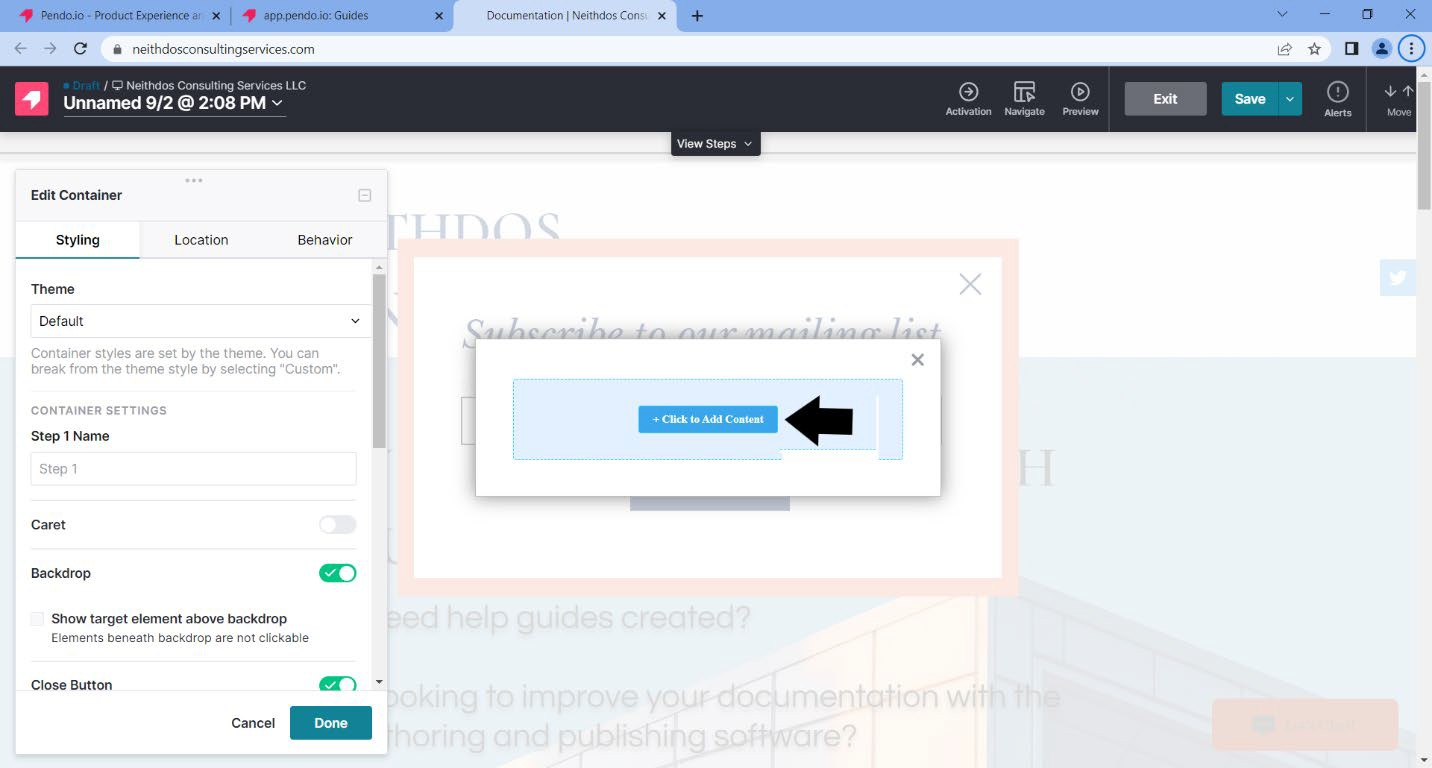 Pendo.io - Product Experience an
app.pendo.io: Guides
Documentation | Neithdos Consu
neithdosconsultingservices.com
Draft / Neithdos Consulting Services LLC
Unnamed 9/2 @ 2:08 PM
Activation
Navigate
Preview
Exit
Save
Alerts
Move
View Steps
Edit Container
Styling
Location
Behavior
Theme
Default
Container styles are set by the theme. You can
break from the theme style by selecting "Custom".
CONTAINER SETTINGS
Step 1 Name
Step 1
Caret
Backdrop
Show target element above backdrop
Elements beneath backdrop are not clickable
Close Button
Cancel
Done
THDOS
Subscribe to our mailing list
+ Click to Add Content
H
eed help guides created?
ooking to improve your documentation with the
thoring and publishing software?